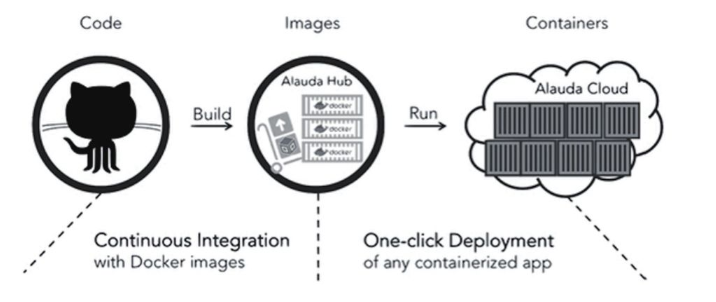 Code
Images
Containers
Alauda Hub
docker
docker
docker
Build
Run
Alauda Cloud
Continuous Integration
with Docker images
One-click Deployment
of any containerized app